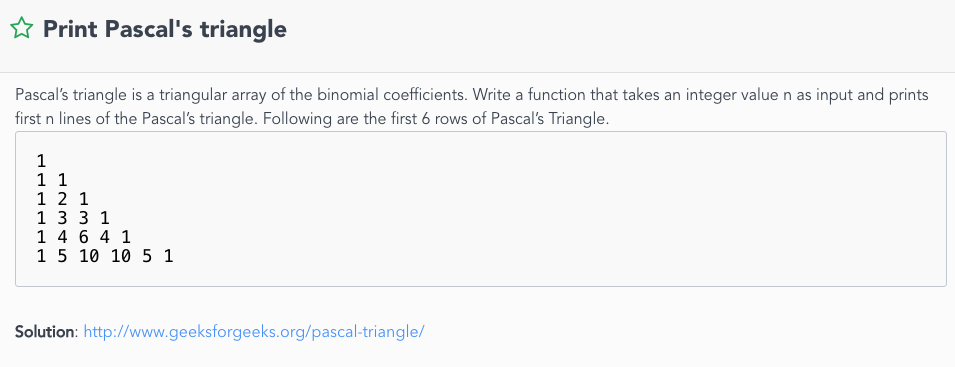 Print Pascal's triangle
Pascal’s triangle is a triangular array of the binomial coefficients. Write a function that takes an integer value n as input and prints
first n lines of the Pascal’s triangle. Following are the first 6 rows of Pascal’s Triangle.
1
1 1
1 2 1
1 3 3 1
1 4 6 4 1
1 5 10 10 5 1
Solution: http://www.geeksforgeeks.org/pascal-triangle/